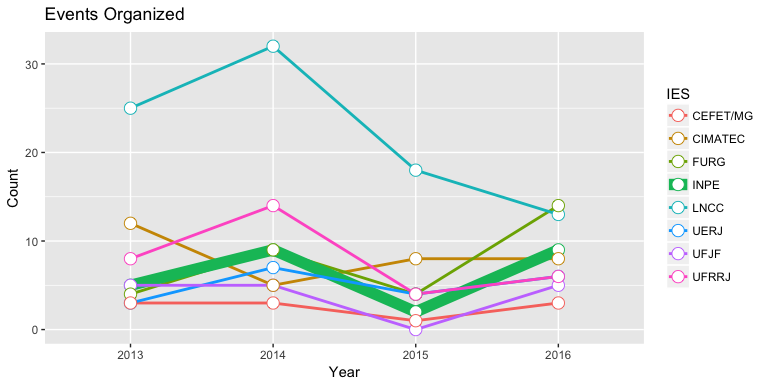 Events Organized
30
20
10
0
Count
2013 2014 2015 2016
Year
IES
CEFET/MG
CIMATEC
FURG
INPE
LNCC
UERJ
UFJF
UFRRJ